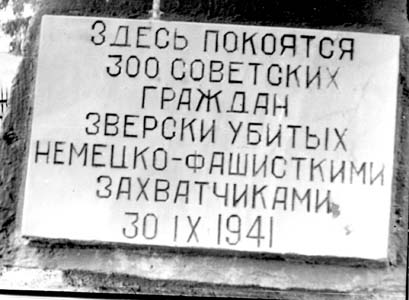 ЗДЕСЬ ПОКОЯТСЯ
300 СОВЕТСКИХ
ГРАЖДАН
ЗВЕРСКИ УБИТЫХ
НЕМЕЦКО-ФАШИСТКИМИ
ЗАХВАТЧИКАМИ
30 IX 1941